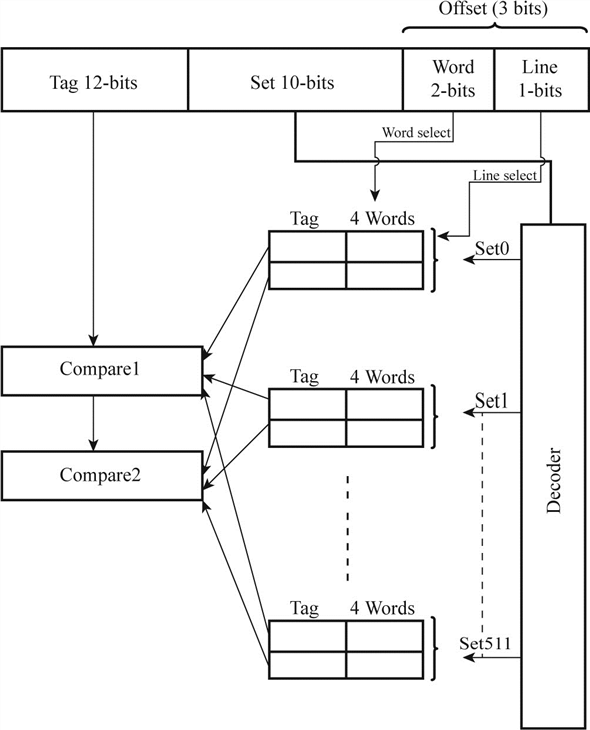 Offset (3 bits)
Tag 12-bits
Set 10-bits
Word
2-bits
Line
1-bits
Word select
Line select
Tag 4 Words
Set0
Compare1
Tag 4 Words
Set1
Compare2
Decoder
Tag 4 Words
Set511